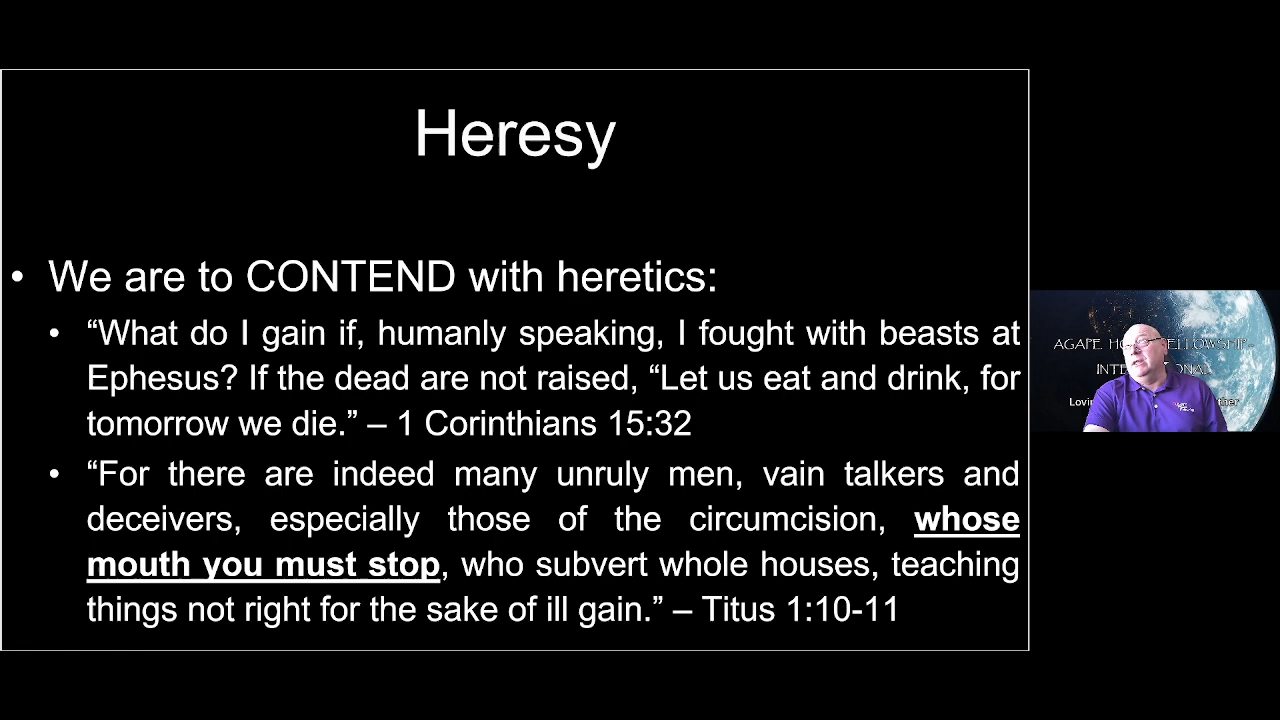 Heresy
• We are to CONTEND with heretics:
• “What do I gain if, humanly speaking, I fought with beasts at
Ephesus? If the dead are not raised, “Let us eat and drink, for
tomorrow we die.” – 1 Corinthians 15:32
• “For there are indeed many unruly men, vain talkers and
deceivers, especially those of the circumcision, whose
mouth you must stop, who subvert whole houses, teaching
things not right for the sake of ill gain.” – Titus 1:10-11
AGAPE